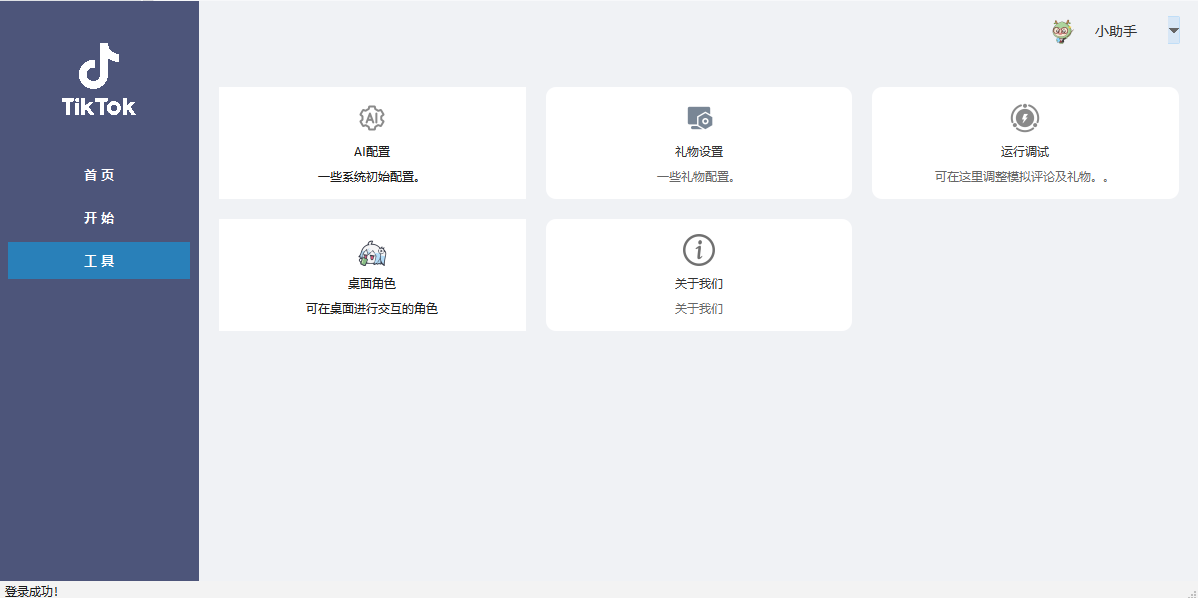 小助手
TikTok
首 页
开 始
工 具
AI
AI配置
一些系统初始配置。
礼物设置
一些礼物配置。
运行调试
可在这里调整模拟评论及礼物。。
桌面角色
可在桌面进行交互的角色
i
关于我们
关于我们
登录成功!